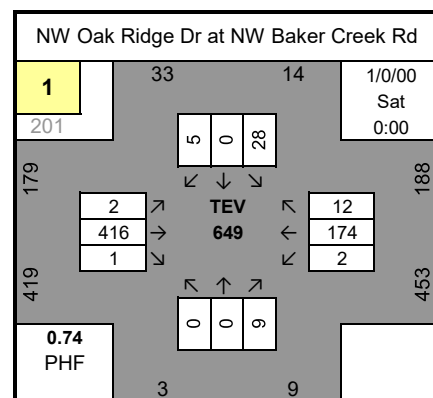 NW Oak Ridge Dr at NW Baker Creek Rd
1 33 14 1/0/00
Sat
201 0:00
5 0 28
↙ ↓ ↘
179 188
2 ↗ TEV ↖ 12
416 → 649 ← 174
1 ↘ ↙ 2
419 453
↖ ↑ ↗
0 0 9
0.74
PHF
3 9